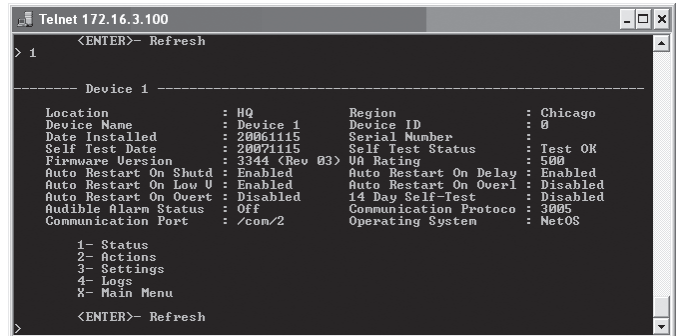 Telnet 172.16.3.100
<ENTER>- Refresh
> 1
-------- Device 1 ------------------------------------------------------------
Location : HQ Region : Chicago
Device Name : Device 1 Device ID : 0
Date Installed : 20061115 Serial Number :
Self Test Date : 20071115 Self Test Status : Test OK
Firmware Version : 3344 (Rev 03) VA Rating : 500
Auto Restart On Shutd : Enabled Auto Restart On Delay : Enabled
Auto Restart On Low V : Enabled Auto Restart On Overl : Disabled
Auto Restart On Overt : Disabled 14 Day Self-Test : Disabled
Audible Alarm Status : Off Communication Protoco : 3005
Communication Port : /com/2 Operating System : NetOS
1- Status
2- Actions
3- Settings
4- Logs
X- Main Menu
<ENTER>- Refresh
>